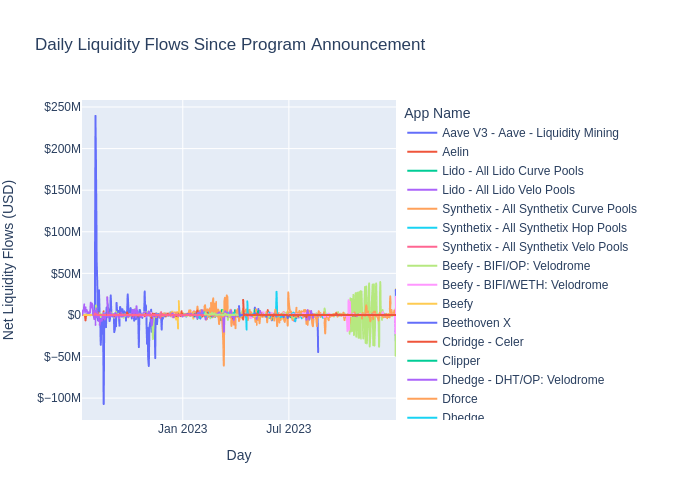 Daily Liquidity Flows Since Program Announcement
$250M
$200M
$150M
$100M
$50M
$0
$−50M
$−100M
Net Liquidity Flows (USD)
Jan 2023
Jul 2023
Day
App Name
Aave V3 - Aave - Liquidity Mining
Aelin
Lido - All Lido Curve Pools
Lido - All Lido Velo Pools
Synthetix - All Synthetix Curve Pools
Synthetix - All Synthetix Hop Pools
Synthetix - All Synthetix Velo Pools
Beefy - BIFI/OP: Velodrome
Beefy - BIFI/WETH: Velodrome
Beefy
Beethoven X
Cbridge - Celer
Clipper
Dhedge - DHT/OP: Velodrome
Dforce
Dhedge